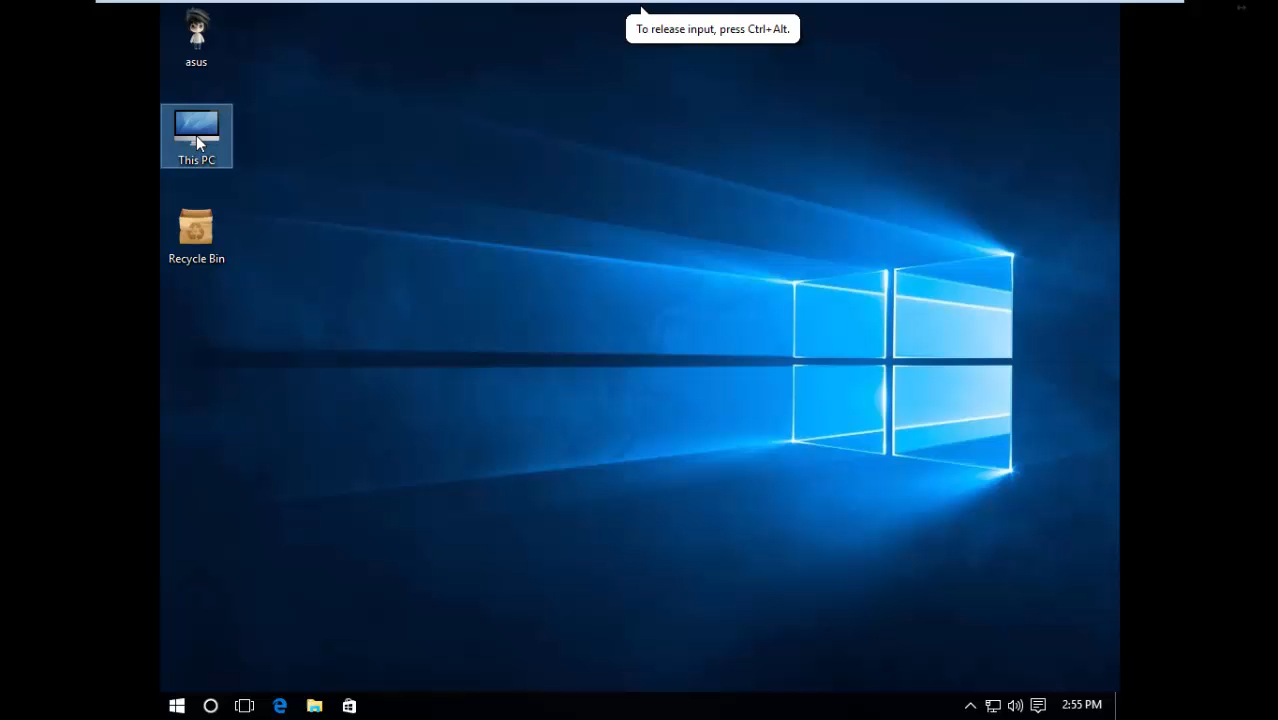 To release input, press Ctrl+Alt.
asus
This PC
Recycle Bin
2:55 PM